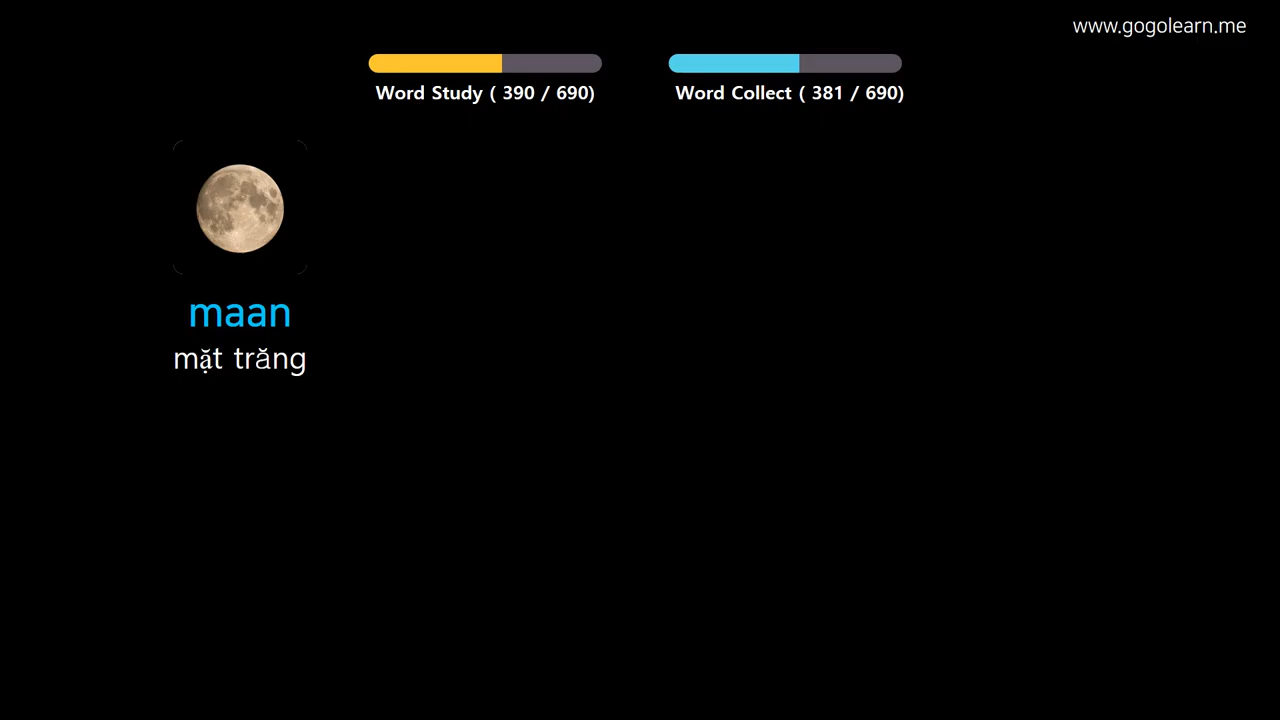 www.gogolearn.me
Word Study ( 390 / 690)
Word Collect ( 381 / 690)
maan
mặt trăng